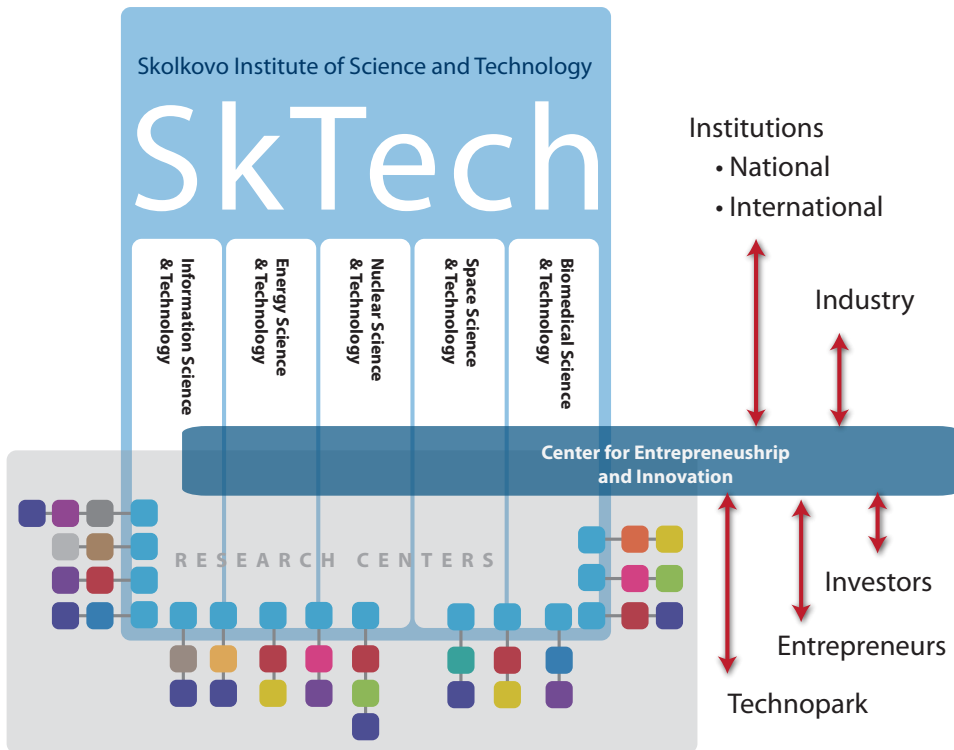 Skolkovo Institute of Science and Technology
SkTech
Information Science
& Technology
Energy Science
& Technology
Nuclear Science
& Technology
Space Science
& Technology
Biomedical Science
& Technology
Institutions
• National
• International
Industry
Center for Entrepreneushrip
and Innovation
RESEARCH CENTERS
Investors
Entrepreneurs
Technopark